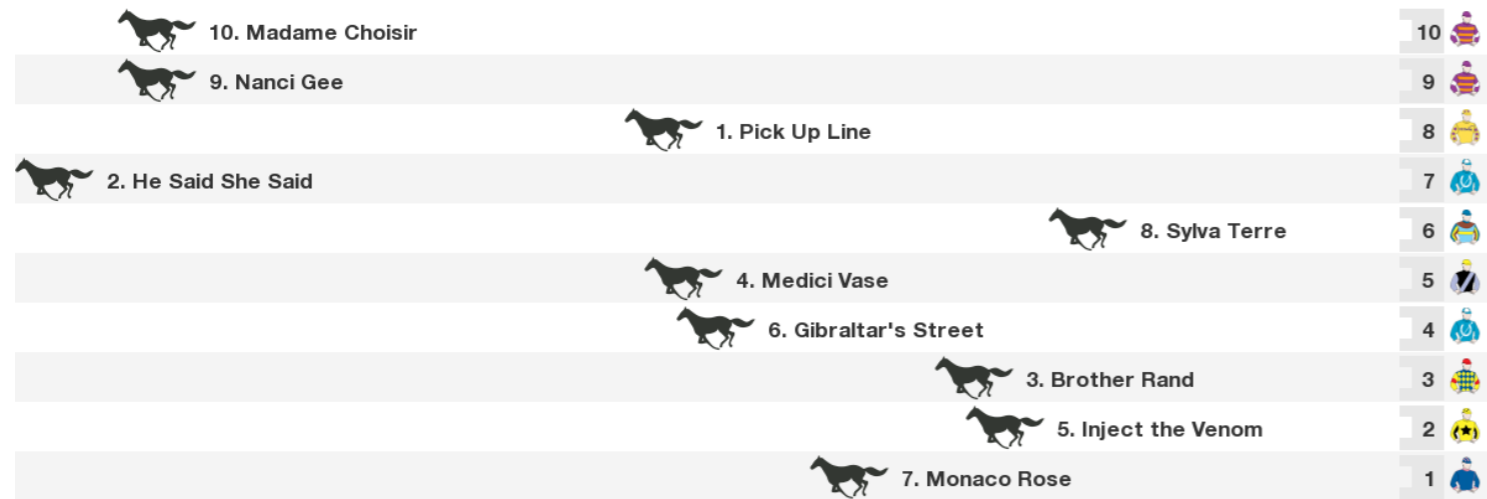 10. Madame Choisir 10
9. Nanci Gee 9
1. Pick Up Line 8
2. He Said She Said 7
8. Sylva Terre 6
4. Medici Vase 5
6. Gibraltar's Street 4
3. Brother Rand 3
5. Inject the Venom 2
7. Monaco Rose 1